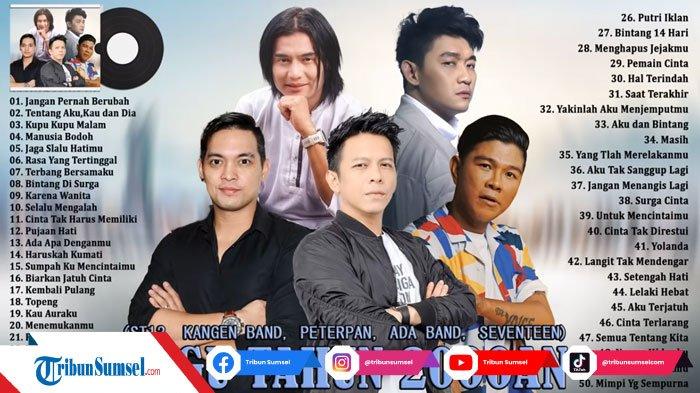 01. Jangan Pernah Berubah
02. Tentang Aku,Kau dan Dia
03. Kupu Kupu Malam
04. Manusia Bodoh
05. Jaga Slalu Hatimu
06. Rasa Yang Tertinggal
07. Terbang Bersamaku
08. Bintang Di Surga
09. Karena Wanita
10. Selalu Mengalah
11. Cinta Tak Harus Memiliki
12. Pujaan Hati
13. Ada Apa Denganmu
14. Haruskah Kumati
15. Sumpah Ku Mencintaimu
16. Biarkan Jatuh Cinta
17. Kembali Pulang
18. Topeng
19. Kau Auraku
20. Menemukanmu
21.
26. Putri Iklan
27. Bintang 14 Hari
28. Menghapus Jejakmu
29. Pemain Cinta
30. Hal Terindah
31. Saat Terakhir
32. Yakinlah Aku Menjemputmu
33. Aku dan Bintang
34. Masih
35. Yang Tlah Merelakanmu
36. Aku Tak Sanggup Lagi
37. Jangan Menangis Lagi
38. Surga Cinta
39. Untuk Mencintaimu
40. Cinta Tak Direstui
41. Yolanda
42. Langit Tak Mendengar
43. Setengah Hati
44. Lelaki Hebat
45. Aku Terjatuh
46. Cinta Terlarang
47. Semua Tentang Kita
50. Mimpi Yg Sempurna
(ST12, KANGEN BAND, PETERPAN, ADA BAND, SEVENTEEN)
TAHUN 2000AN
TribunSumsel.com
Tribun Sumsel
@tribunsumsel
Tribun Sumsel
TikTok
@tribunsumselcom